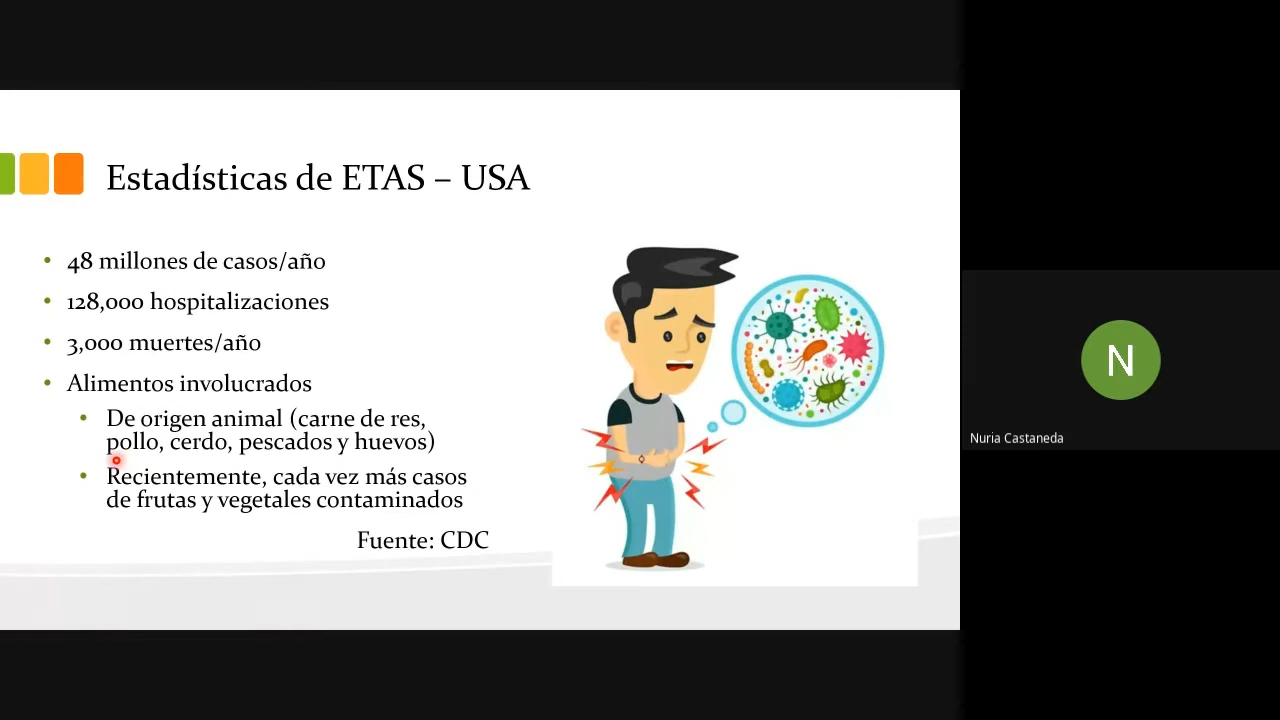 Estadísticas de ETAS – USA
• 48 millones de casos/año
• 128,000 hospitalizaciones
• 3,000 muertes/año
• Alimentos involucrados
• De origen animal (carne de res,
pollo, cerdo, pescados y huevos)
• Recientemente, cada vez más casos
de frutas y vegetales contaminados
Fuente: CDC
N
Nuria Castaneda